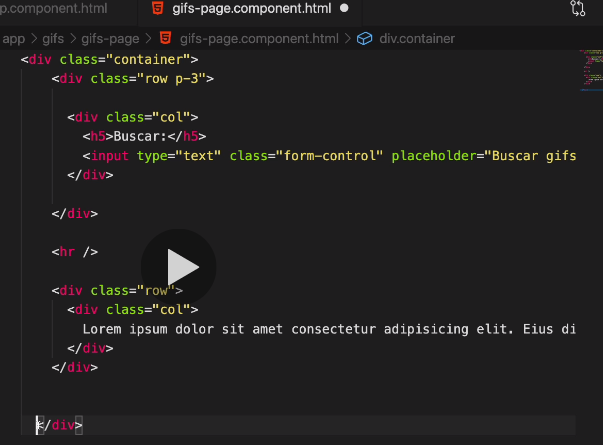 p.component.html gifs-page.component.html
app > gifs > gifs-page > gifs-page.component.html > div.container
<div class="container">
<div class="row p-3">
<div class="col">
<h5>Buscar:</h5>
<input type="text" class="form-control" placeholder="Buscar gifs
</div>
</div>
<hr />
<div class="row">
<div class="col">
Lorem ipsum dolor sit amet consectetur adipisicing elit. Eius di
</div>
</div>
</div>